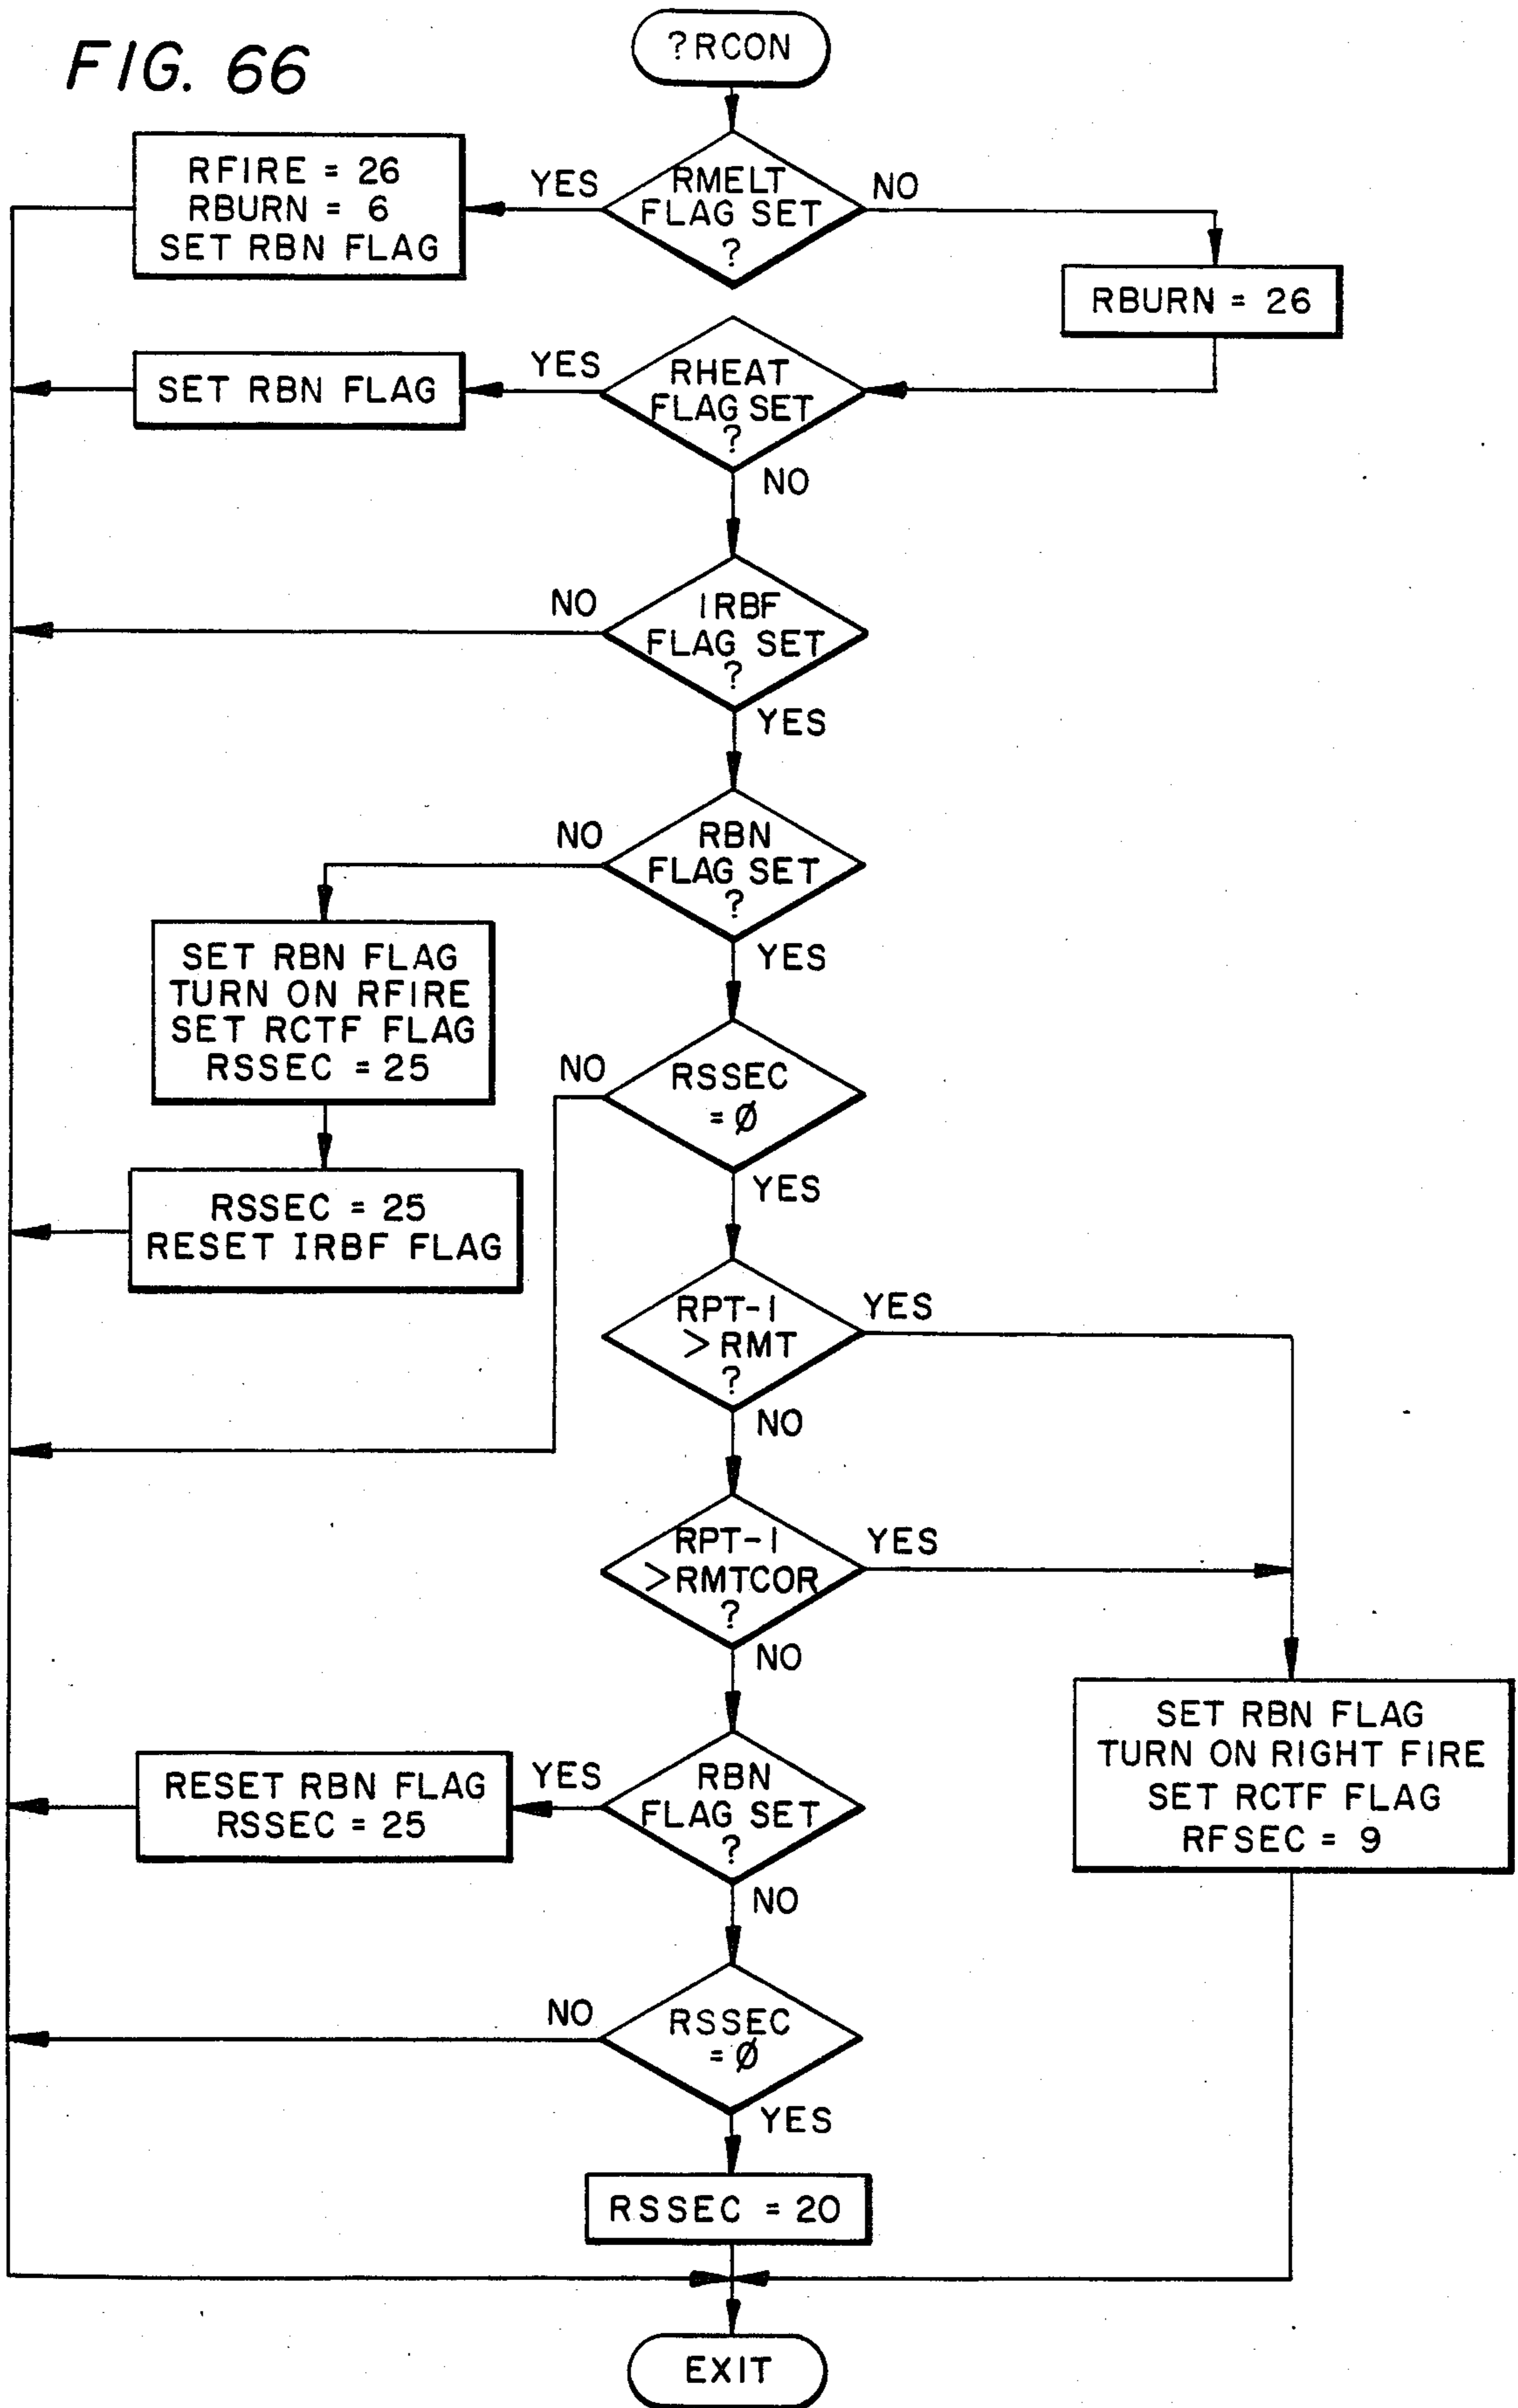 FIG. 66
?RCON
RMELT
FLAG SET
?
YES
NO
RFIRE = 26
RBURN = 6
SET RBN FLAG
RBURN = 26
RHEAT
FLAG SET
?
YES
SET RBN FLAG
NO
IRBF
FLAG SET
?
NO
YES
RBN
FLAG SET
?
NO
YES
SET RBN FLAG
TURN ON RFIRE
SET RCTF FLAG
RSSEC = 25
RSSEC = 25
RESET IRBF FLAG
RSSEC
= Ø
NO
YES
RPT-1
> RMT
?
YES
NO
RPT-1
>RMTCOR
?
YES
NO
SET RBN FLAG
TURN ON RIGHT FIRE
SET RCTF FLAG
RFSEC = 9
RBN
FLAG SET
?
YES
RESET RBN FLAG
RSSEC = 25
NO
RSSEC
= Ø
NO
YES
RSSEC = 20
EXIT